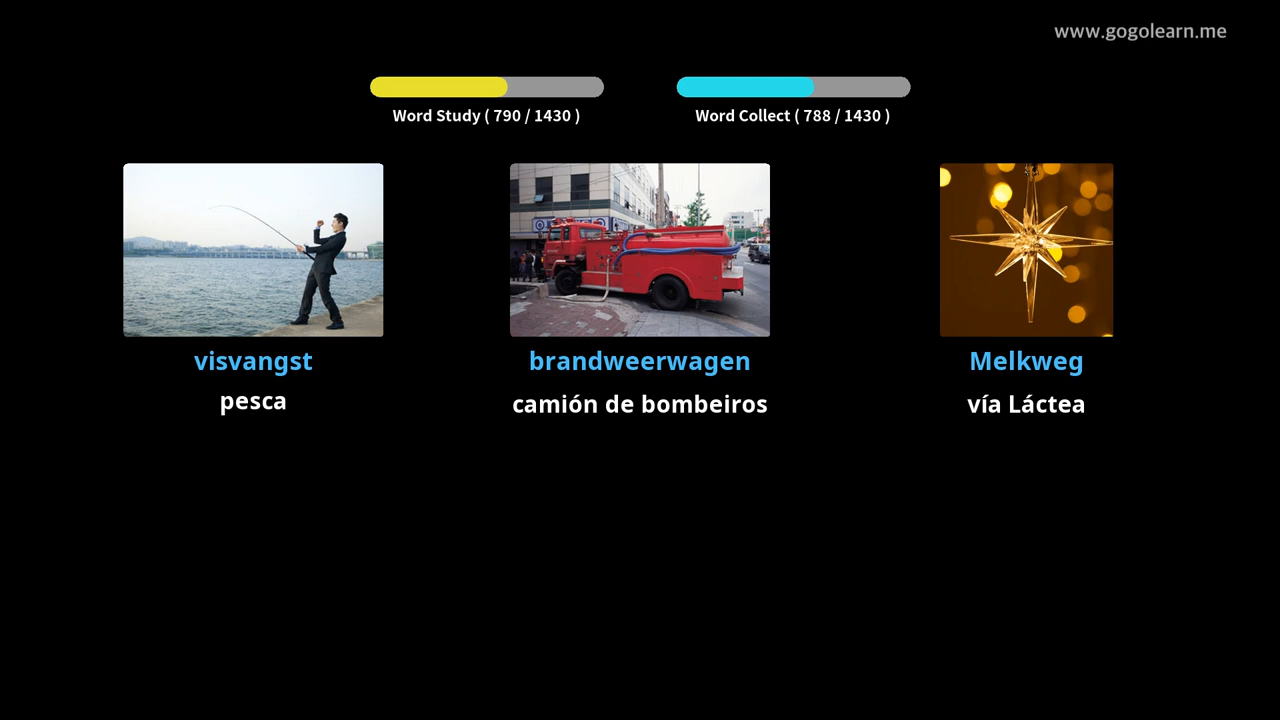 www.gogolearn.me
Word Study ( 790 / 1430 )
Word Collect ( 788 / 1430 )
visvangst
brandweerwagen
Melkweg
pesca
camión de bombeiros
vía Láctea